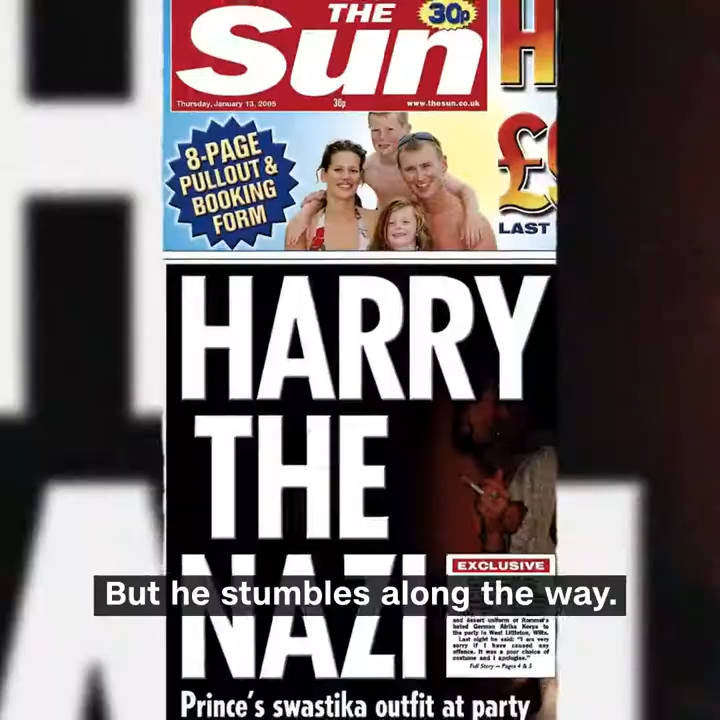 THE
Sun
30p
Thursday, January 13, 2005
30p
www.thesun.co.uk
8-PAGE
PULLOUT &
BOOKING
FORM
LAST
HARRY
THE
NAZI
EXCLUSIVE
But he stumbles along the way.
and desert uniform of Rommel's
hated German Afrika Korps to
the party in West Littleton, Wilts.
Last night he said: "I am very
sorry if I have caused any
offence. It was a poor choice of
costume and I apologise."
Full Story — Pages 4 & 5
Prince's swastika outfit at party